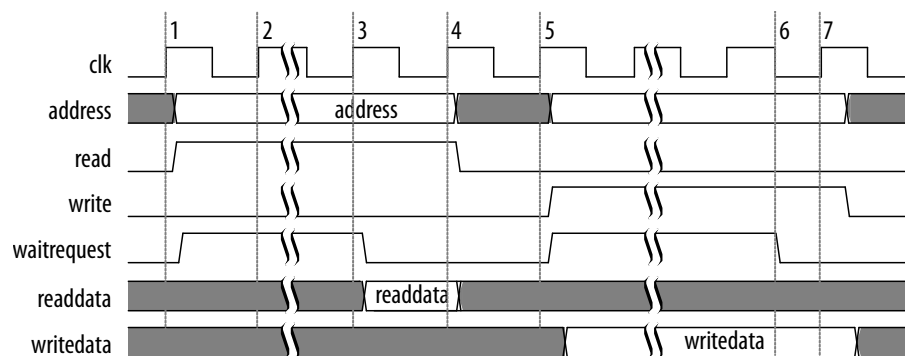 1 2 3 4 5 6 7
clk
address address
read
write
waitrequest
readdata readdata
writedata writedata